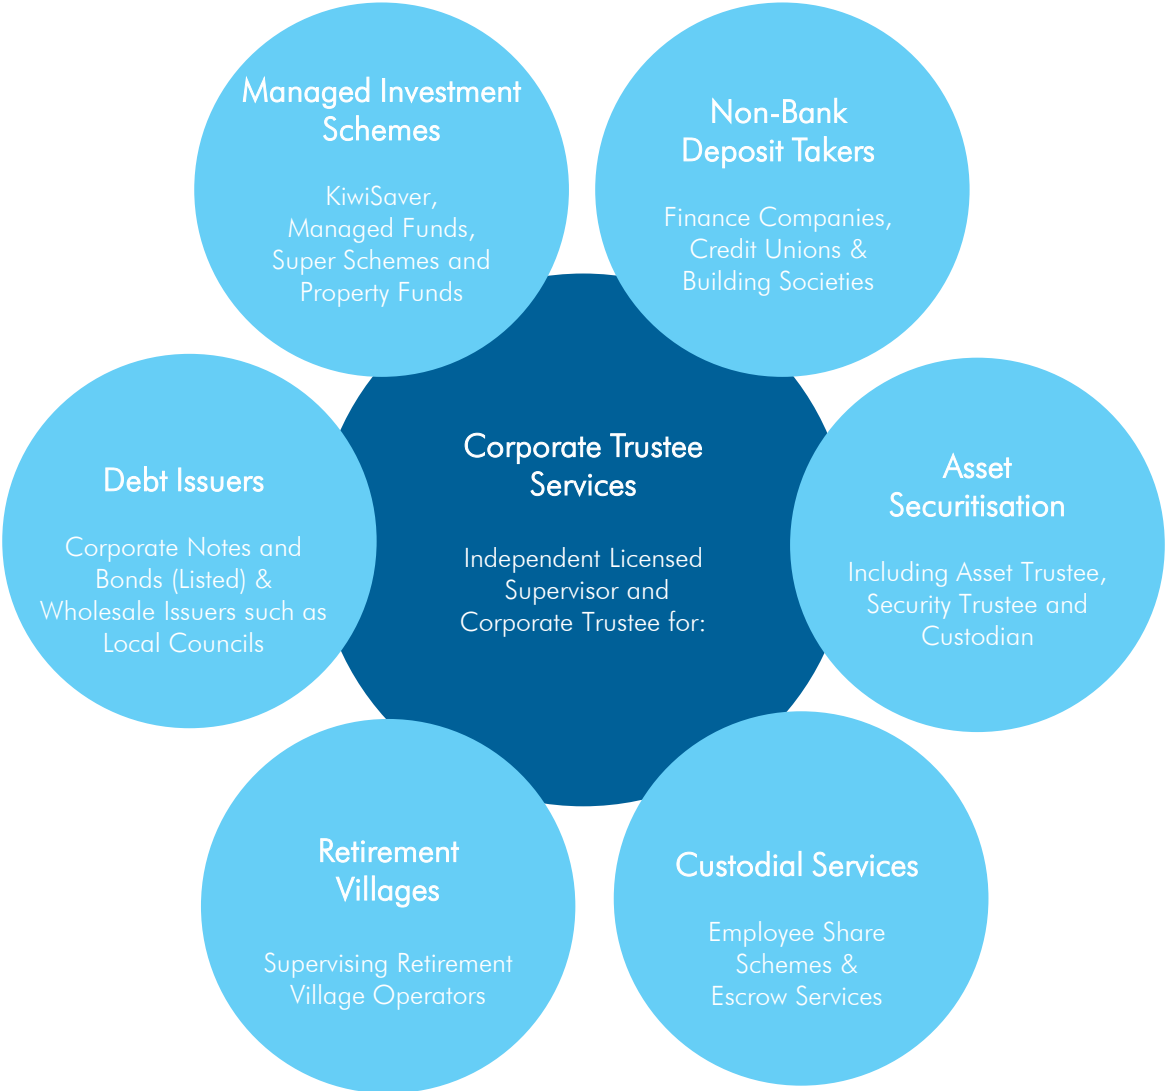 Managed Investment
Schemes
KiwiSaver,
Managed Funds,
Super Schemes and
Property Funds
Non-Bank
Deposit Takers
Finance Companies,
Credit Unions &
Building Societies
Debt Issuers
Corporate Notes and
Bonds (Listed) &
Wholesale Issuers such as
Local Councils
Corporate Trustee
Services
Independent Licensed
Supervisor and
Corporate Trustee for:
Asset
Securitisation
Including Asset Trustee,
Security Trustee and
Custodian
Retirement
Villages
Supervising Retirement
Village Operators
Custodial Services
Employee Share
Schemes &
Escrow Services